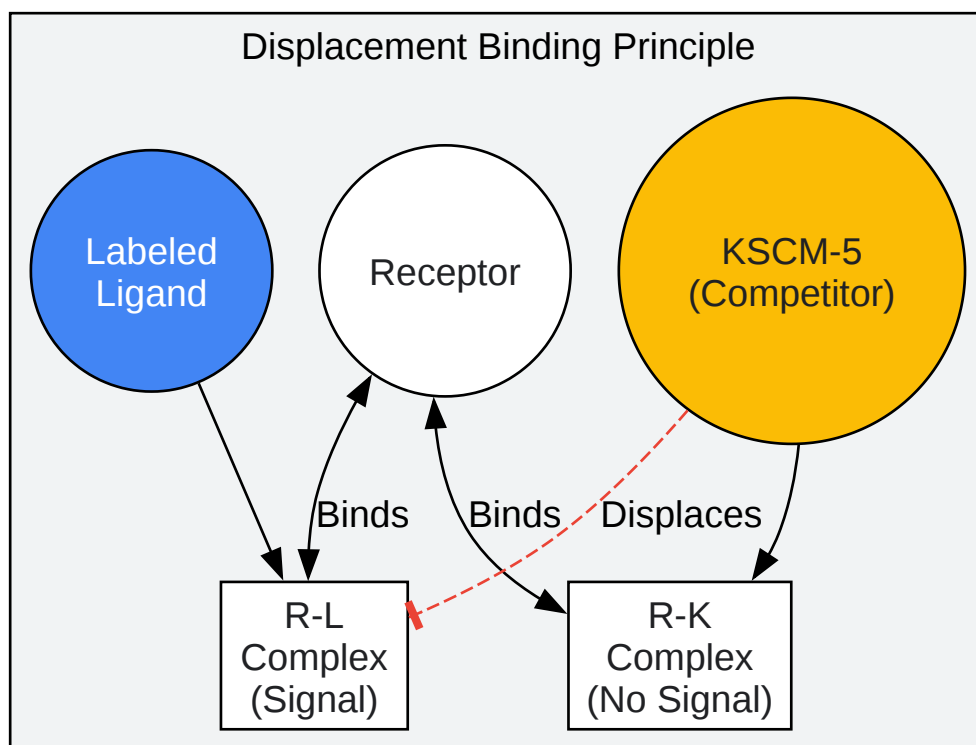 Displacement Binding Principle
Labeled
Ligand
Receptor
KSCM-5
(Competitor)
Binds
Binds
Displaces
R-L
Complex
(Signal)
R-K
Complex
(No Signal)